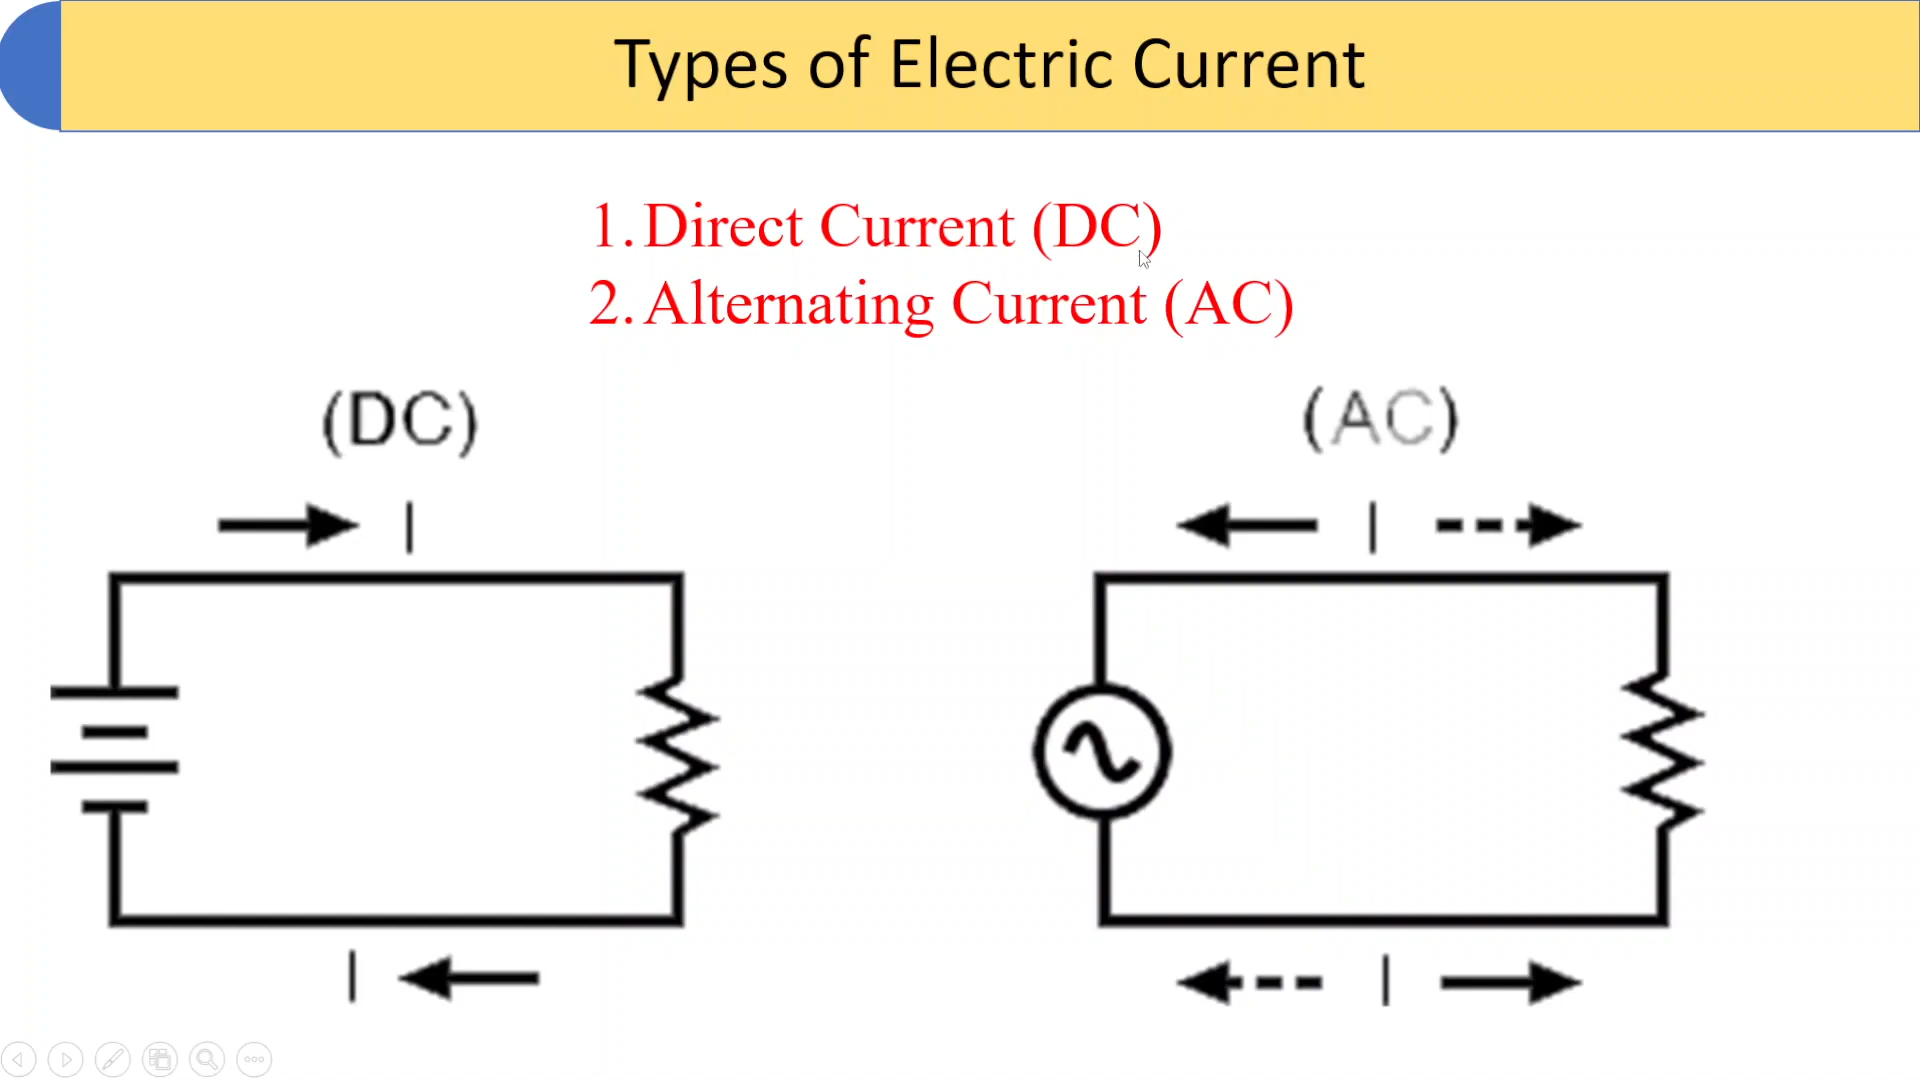 Types of Electric Current
1. Direct Current (DC)
2. Alternating Current (AC)
(DC)
(AC)
I
I
I
I